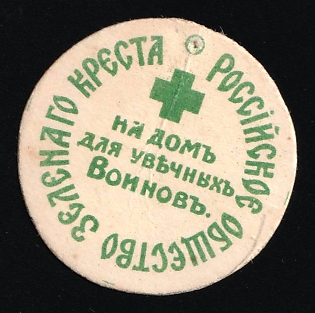 РОССІЙСКОЕ ОБЩЕСТВО ЗЕЛЕНАГО КРЕСТА
НА ДОМЪ
ДЛЯ УВѢЧНЫХЪ
ВОИНОВЪ.